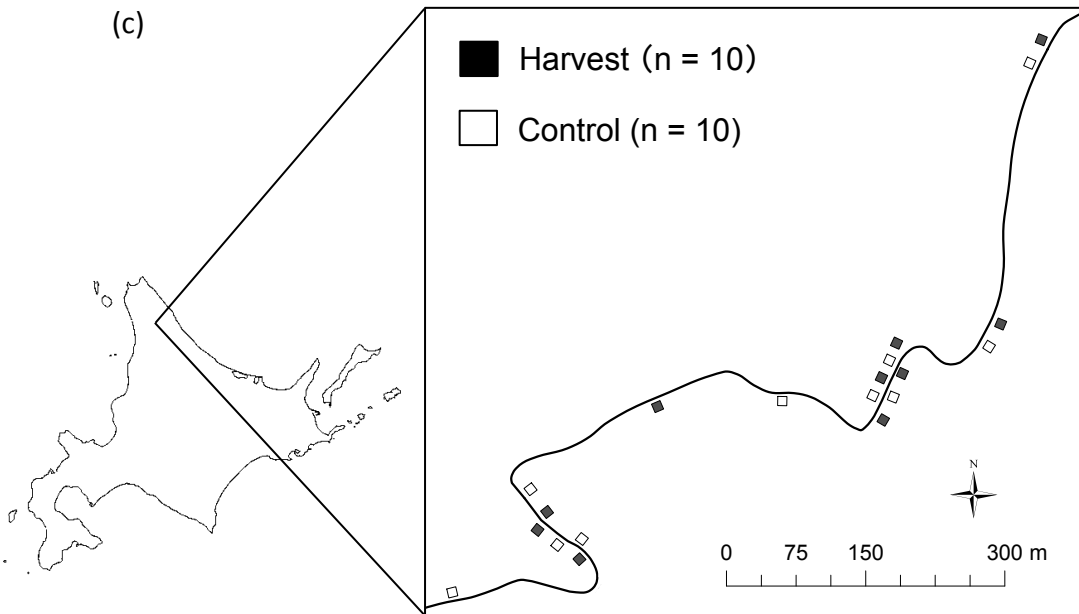 (c)
Harvest（n = 10)
Control (n = 10)
N
0 75 150 300 m